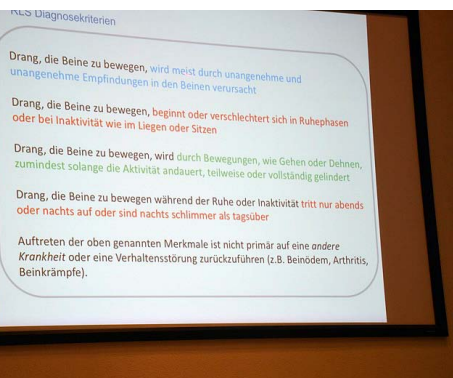 RLS Diagnosekriterien
Drang, die Beine zu bewegen, wird meist durch unangenehme und
unangenehme Empfindungen in den Beinen verursacht
Drang, die Beine zu bewegen, beginnt oder verschlechtert sich in Ruhephasen
oder bei Inaktivität wie im Liegen oder Sitzen
Drang, die Beine zu bewegen, wird durch Bewegungen, wie Gehen oder Dehnen,
zumindest solange die Aktivität andauert, teilweise oder vollständig gelindert
Drang, die Beine zu bewegen während der Ruhe oder Inaktivität tritt nur abends
oder nachts auf oder sind nachts schlimmer als tagsüber
Auftreten der oben genannten Merkmale ist nicht primär auf eine andere
Krankheit oder eine Verhaltensstörung zurückzuführen (z.B. Beinödem, Arthritis,
Beinkrämpfe).